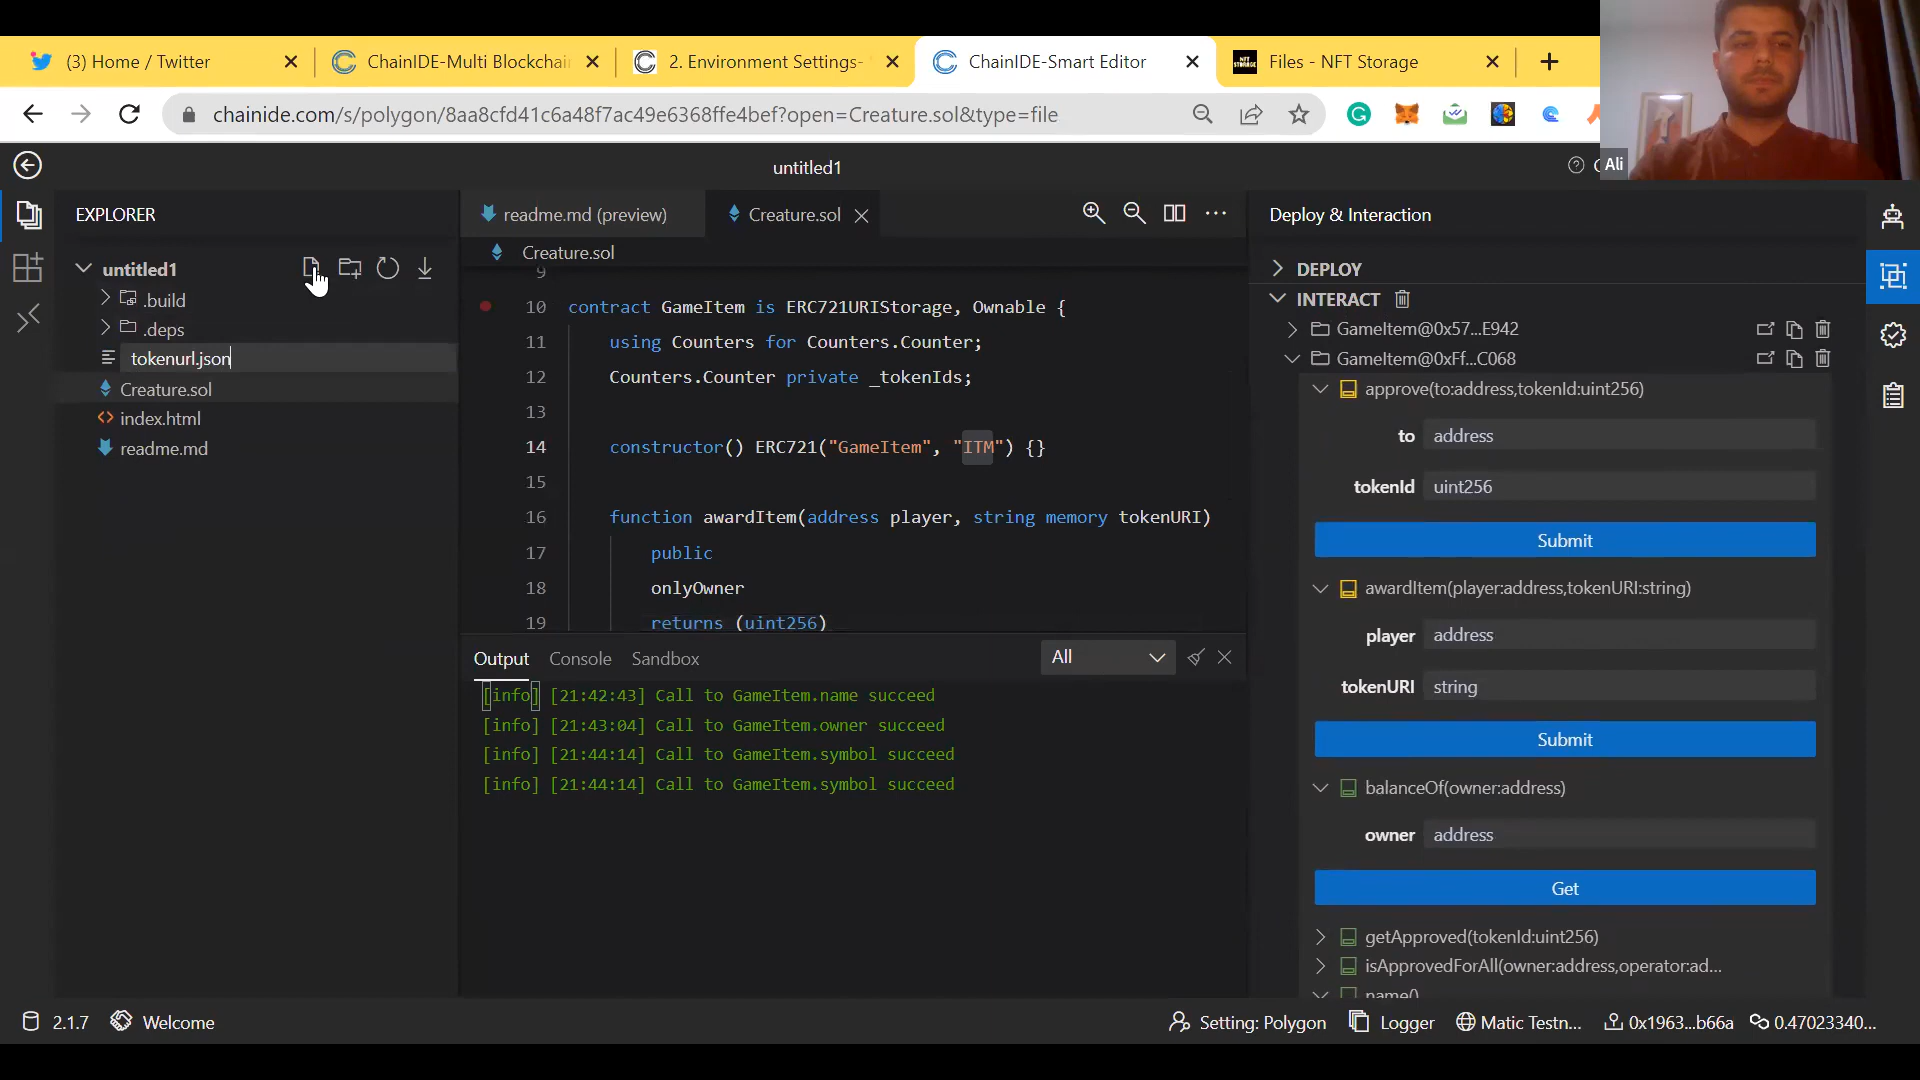 (3) Home / Twitter
ChainIDE-Multi Blockchain
2. Environment Settings-
ChainIDE-Smart Editor
NFT STORAGE
Files - NFT Storage
chainide.com/s/polygon/8aa8cfd41c6a48f7ac49e6368ffe4bef?open=Creature.sol&type=file
Ali
untitled1
EXPLORER
untitled1
.build
.deps
tokenurl.json
Creature.sol
index.html
readme.md
readme.md (preview)
Creature.sol
Creature.sol
9
10 contract GameItem is ERC721URIStorage, Ownable {
11 using Counters for Counters.Counter;
12 Counters.Counter private _tokenIds;
13
14 constructor() ERC721("GameItem", "ITM") {}
15
16 function awardItem(address player, string memory tokenURI)
17 public
18 onlyOwner
19 returns (uint256)
Output Console Sandbox
All
[info] [21:42:43] Call to GameItem.name succeed
[info] [21:43:04] Call to GameItem.owner succeed
[info] [21:44:14] Call to GameItem.symbol succeed
[info] [21:44:14] Call to GameItem.symbol succeed
Deploy & Interaction
DEPLOY
INTERACT
GameItem@0x57...E942
GameItem@0xFf...C068
approve(to:address,tokenId:uint256)
to address
tokenId uint256
Submit
awardItem(player:address,tokenURI:string)
player address
tokenURI string
Submit
balanceOf(owner:address)
owner address
Get
getApproved(tokenId:uint256)
isApprovedForAll(owner:address,operator:ad...
name()
2.1.7 Welcome
Setting: Polygon Logger Matic Testn... 0x1963...b66a 0.47023340...